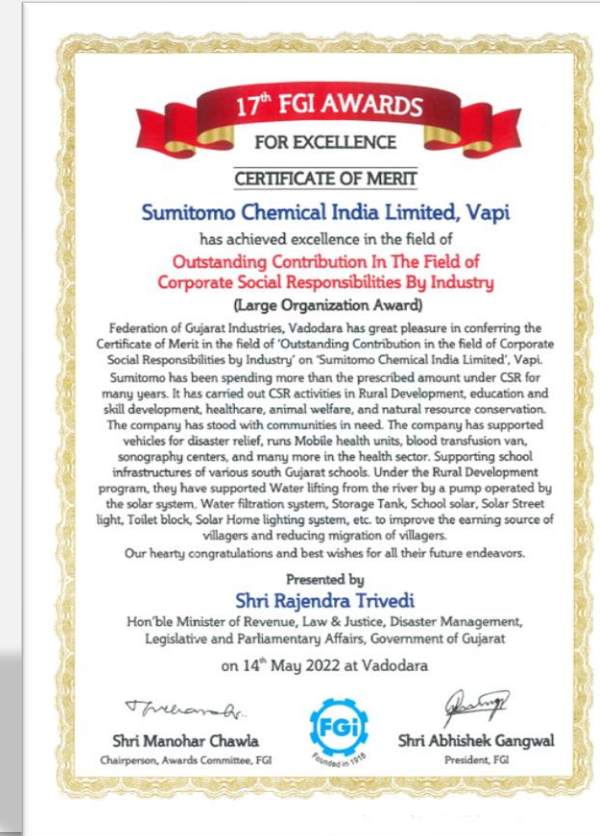 17th FGI AWARDS
FOR EXCELLENCE
CERTIFICATE OF MERIT
Sumitomo Chemical India Limited, Vapi
has achieved excellence in the field of
Outstanding Contribution In The Field of
Corporate Social Responsibilities By Industry
(Large Organization Award)
Federation of Gujarat Industries, Vadodara has great pleasure in conferring the
Certificate of Merit in the field of 'Outstanding Contribution in the field of Corporate
Social Responsibilities by Industry' on 'Sumitomo Chemical India Limited', Vapi.
Sumitomo has been spending more than the prescribed amount under CSR for
many years. It has carried out CSR activities in Rural Development, education and
skill development, healthcare, animal welfare, and natural resource conservation.
The company has stood with communities in need. The company has supported
vehicles for disaster relief, runs Mobile health units, blood transfusion van,
sonography centers, and many more in the health sector. Supporting school
infrastructures of various south Gujarat schools. Under the Rural Development
program, they have supported Water lifting from the river by a pump operated by
the solar system, Water filtration system, Storage Tank, School solar, Solar Street
light, Toilet block, Solar Home lighting system, etc. to improve the earning source of
villagers and reducing migration of villagers.
Our hearty congratulations and best wishes for all their future endeavors.
Presented by
Shri Rajendra Trivedi
Hon'ble Minister of Revenue, Law & Justice, Disaster Management,
Legislative and Parliamentary Affairs, Government of Gujarat
on 14th May 2022 at Vadodara
FGi
Founded in 1918
Shri Manohar Chawla
Chairperson, Awards Committee, FGI
Shri Abhishek Gangwal
President, FGI